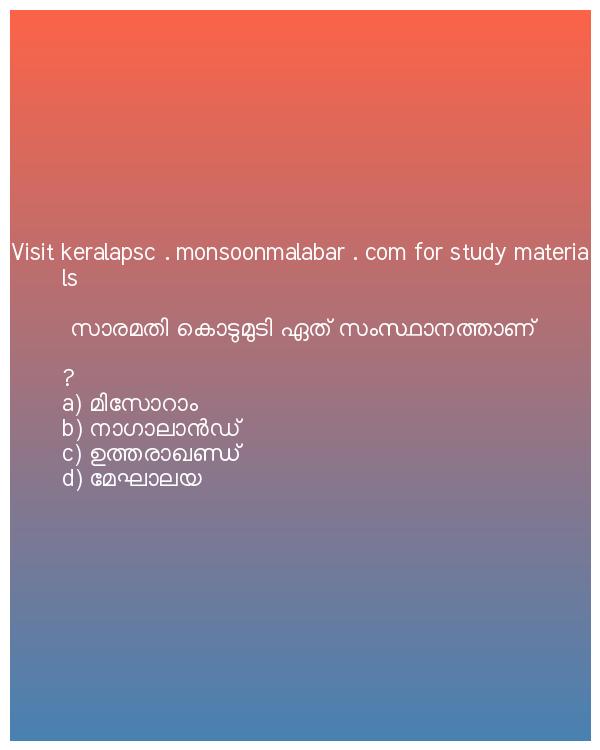 Visit keralapsc . monsoonmalabar . com for study materia
ls
സാരമതി കൊടുമുടി ഏത് സംസ്ഥാനത്താണ്
?
a) മിസോറാം
b) നാഗാലാൻഡ്
c) ഉത്തരാഖണ്ഡ്
d) മേഘാലയ